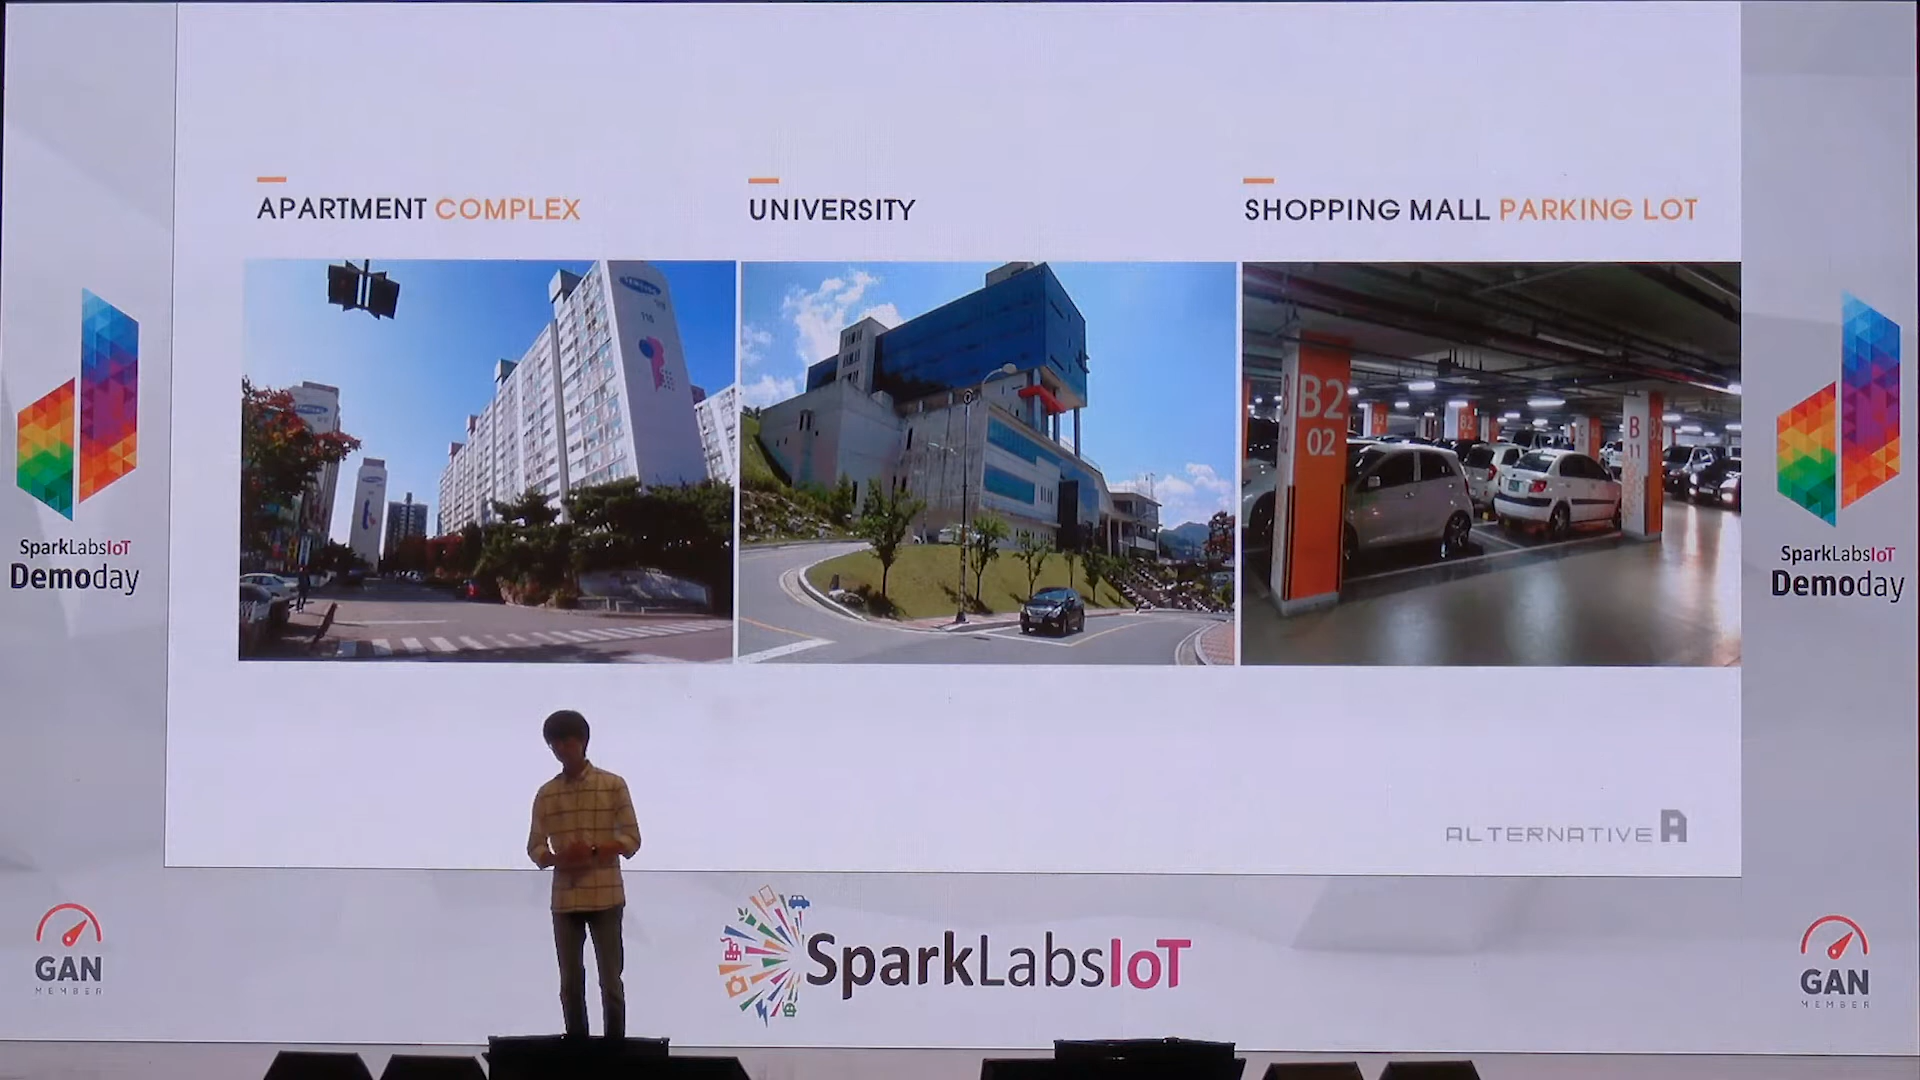 APARTMENT COMPLEX
UNIVERSITY
SHOPPING MALL PARKING LOT
SAMSUNG
116
B2
02
B
11
SparkLabsIoT
Demoday
SparkLabsIoT
Demoday
ALTERNATIVE A
GAN
MEMBER
SparkLabsIoT
GAN
MEMBER